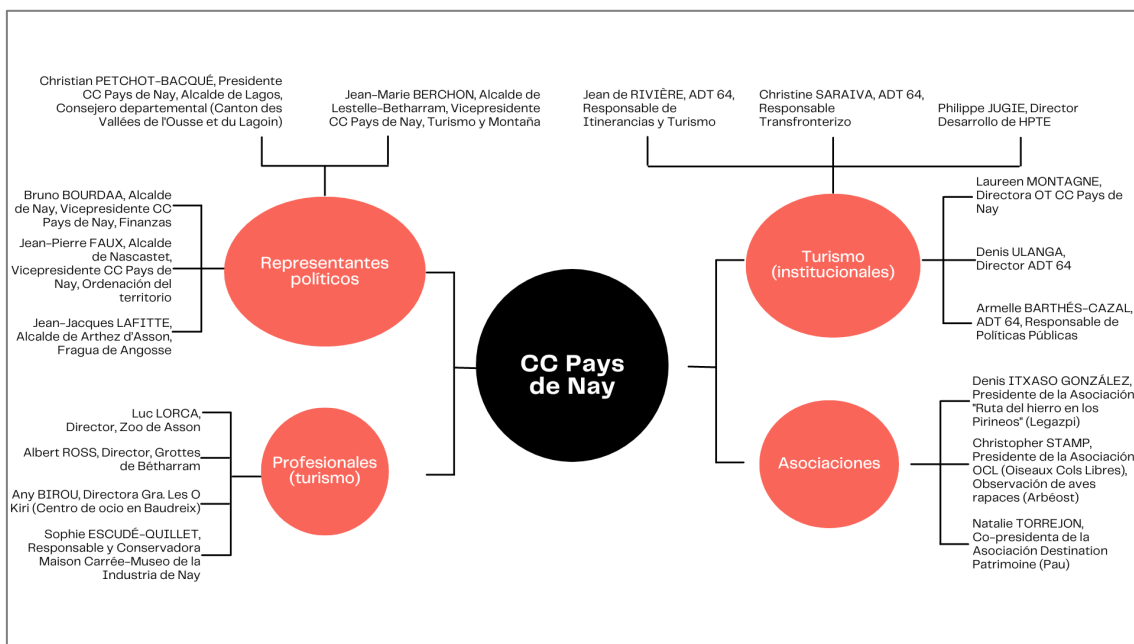 Christian PETCHOT-BACQUÉ, Presidente
CC Pays de Nay, Alcalde de Lagos,
Consejero departemental (Canton des
Vallées de l'Ousse et du Lagoin)
Jean-Marie BERCHON, Alcalde de
Lestelle-Betharram, Vicepresidente
CC Pays de Nay, Turismo y Montaña
Bruno BOURDAA, Alcalde
de Nay, Vicepresidente CC
Pays de Nay, Finanzas
Jean-Pierre FAUX, Alcalde
de Nascastet,
Vicepresidente CC Pays de
Nay, Ordenación del
territorio
Jean-Jacques LAFITTE,
Alcalde de Arthez d'Asson,
Fragua de Angosse
Representantes
políticos
Luc LORCA,
Director, Zoo de Asson
Albert ROSS, Director, Grottes
de Bétharram
Any BIROU, Directora Gra. Les O
Kiri (Centro de ocio en Baudreix)
Sophie ESCUDÉ-QUILLET,
Responsable y Conservadora
Maison Carrée-Museo de la
Industria de Nay
Profesionales
(turismo)
CC Pays
de Nay
Jean de RIVIÈRE, ADT 64,
Responsable de
Itinerancias y Turismo
Christine SARAIVA, ADT 64,
Responsable
Transfronterizo
Philippe JUGIE, Director
Desarrollo de HPTE
Turismo
(institucionales)
Laureen MONTAGNE,
Directora OT CC Pays de
Nay
Denis ULANGA,
Director ADT 64
Armelle BARTHÉS-CAZAL,
ADT 64, Responsable de
Políticas Públicas
Asociaciones
Denis ITXASO GONZÁLEZ,
Presidente de la Asociación
"Ruta del hierro en los
Pirineos" (Legazpi)
Christopher STAMP,
Presidente de la Asociación
OCL (Oiseaux Cols Libres),
Observación de aves
rapaces (Arbéost)
Natalie TORREJON,
Co-presidenta de la
Asociación Destination
Patrimoine (Pau)